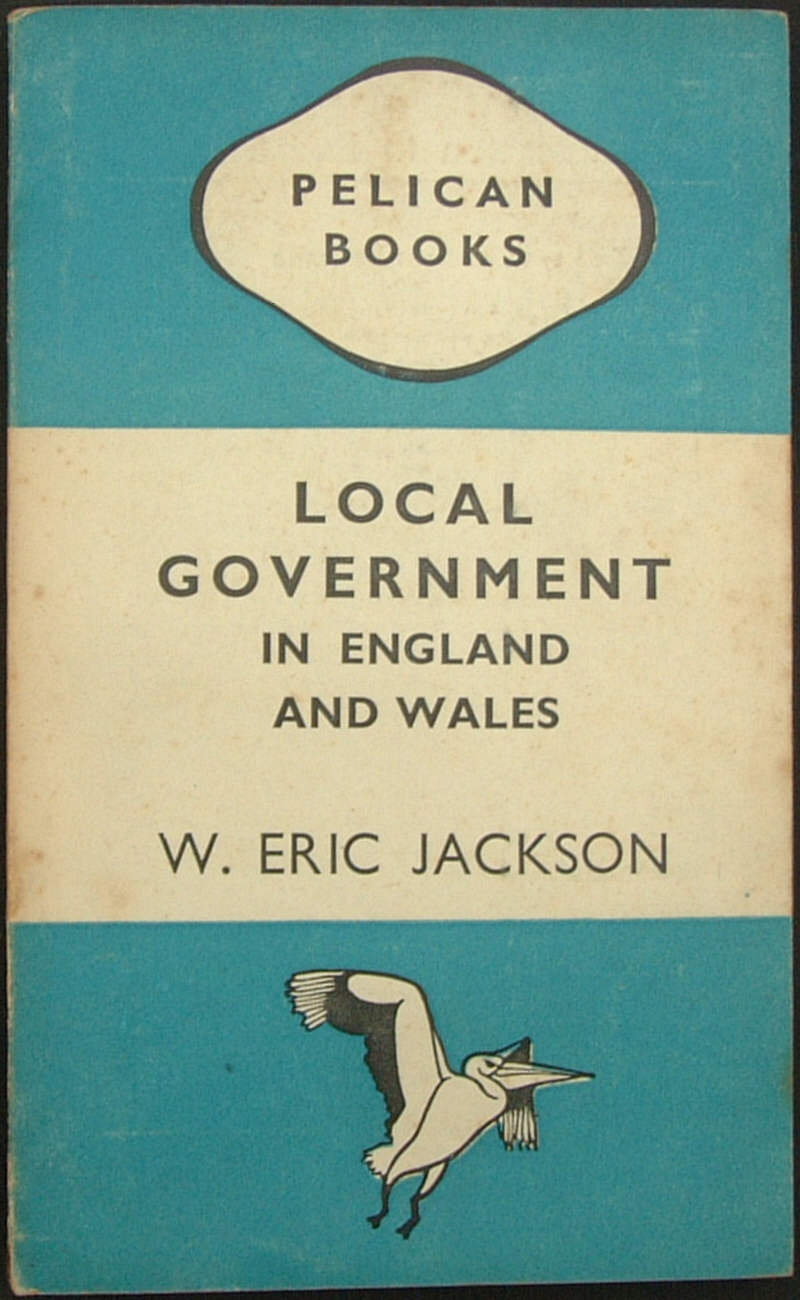 PELICAN
BOOKS
LOCAL
GOVERNMENT
IN ENGLAND
AND WALES
W. ERIC JACKSON